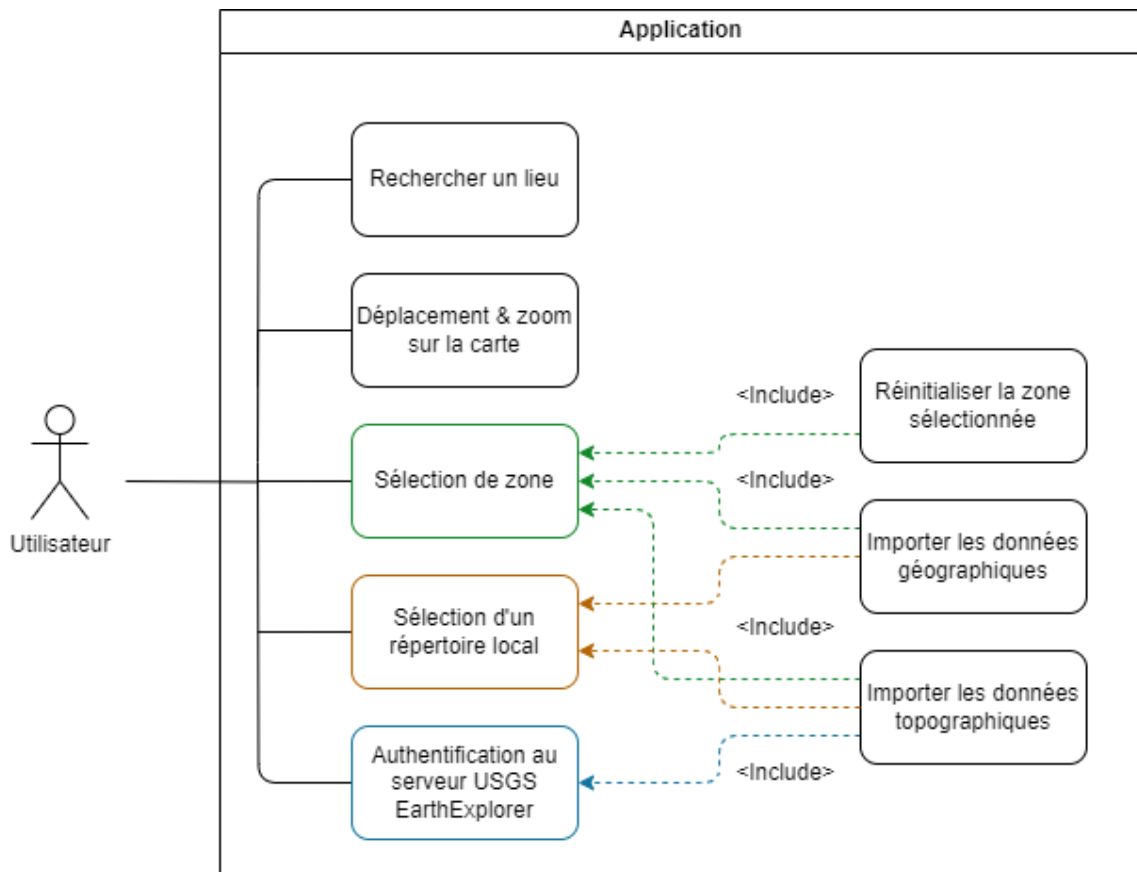 Application
Rechercher un lieu
Déplacement & zoom
sur la carte
<Include>
Réinitialiser la zone
sélectionnée
Sélection de zone
<Include>
Utilisateur
Importer les données
géographiques
Sélection d'un
répertoire local
<Include>
Importer les données
topographiques
Authentification au
serveur USGS
EarthExplorer
<Include>